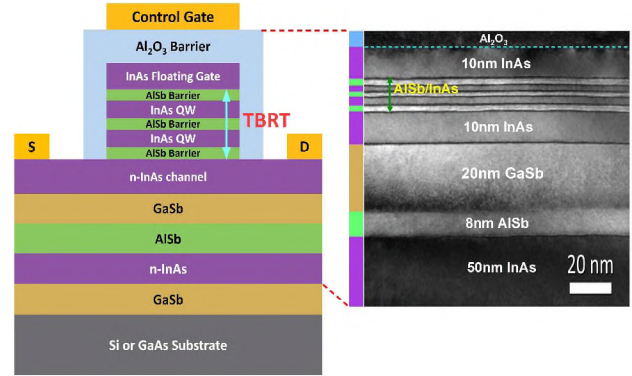 Control Gate
Al₂O₃ Barrier
InAs Floating Gate
AlSb Barrier
InAs QW
AlSb Barrier
InAs QW
AlSb Barrier
TBRT
S
D
n-InAs channel
GaSb
AlSb
n-InAs
GaSb
Si or GaAs Substrate
Al₂O₃
10nm InAs
AlSb/InAs
10nm InAs
20nm GaSb
8nm AlSb
50nm InAs
20 nm